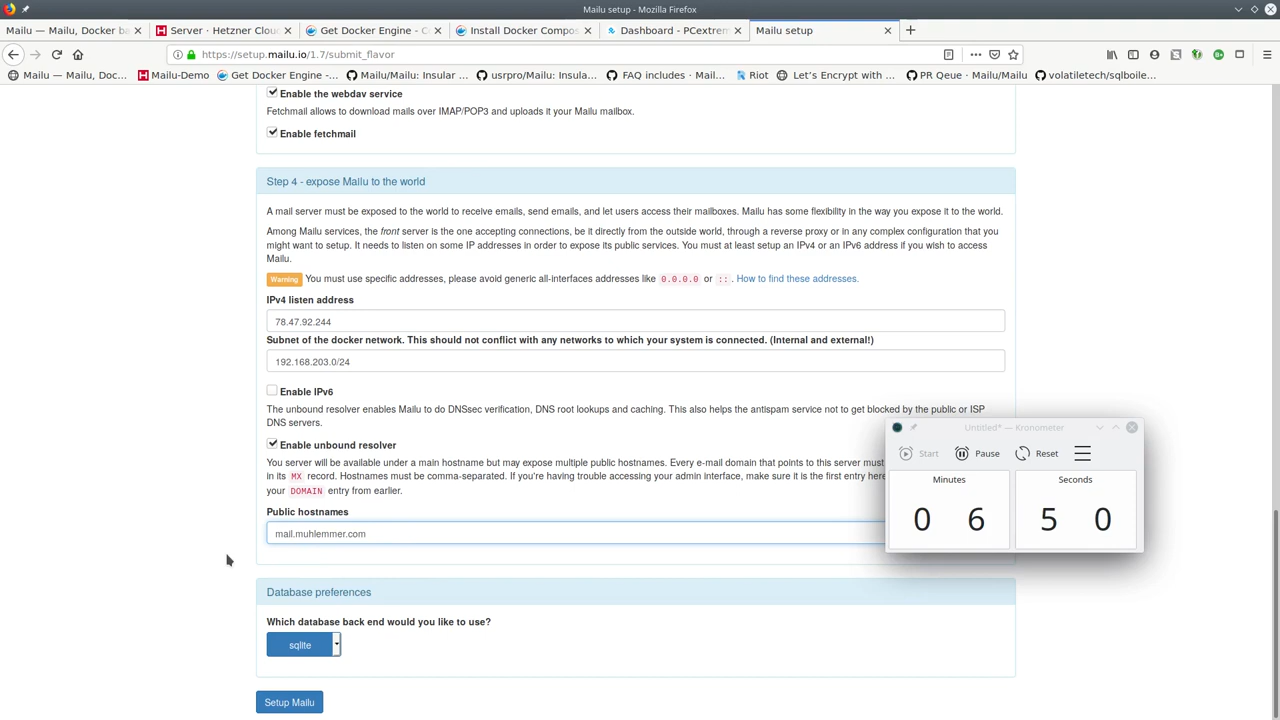 Mailu setup - Mozilla Firefox
Mailu — Mailu, Docker ba
Server · Hetzner Clou
Get Docker Engine - C
Install Docker Compos
Dashboard - PCextrem
Mailu setup
https://setup.mailu.io/1.7/submit_flavor
Mailu — Mailu, Doc...
Mailu-Demo
Get Docker Engine -...
Mailu/Mailu: Insular ...
usrpro/Mailu: Insula...
FAQ includes · Mail...
Riot
Let's Encrypt with ...
PR Qeue · Mailu/Mailu
volatiletech/sqlboile...
Enable the webdav service
Fetchmail allows to download mails over IMAP/POP3 and uploads it your Mailu mailbox.
Enable fetchmail
Step 4 - expose Mailu to the world
A mail server must be exposed to the world to receive emails, send emails, and let users access their mailboxes. Mailu has some flexibility in the way you expose it to the world.
Among Mailu services, the front server is the one accepting connections, be it directly from the outside world, through a reverse proxy or in any complex configuration that you
might want to setup. It needs to listen on some IP addresses in order to expose its public services. You must at least setup an IPv4 or an IPv6 address if you wish to access
Mailu.
Warning You must use specific addresses, please avoid generic all-interfaces addresses like 0.0.0.0 or ::. How to find these addresses.
IPv4 listen address
78.47.92.244
Subnet of the docker network. This should not conflict with any networks to which your system is connected. (Internal and external!)
192.168.203.0/24
Enable IPv6
The unbound resolver enables Mailu to do DNSsec verification, DNS root lookups and caching. This also helps the antispam service not to get blocked by the public or ISP
DNS servers.
Enable unbound resolver
You server will be available under a main hostname but may expose multiple public hostnames. Every e-mail domain that points to this server must
in its MX record. Hostnames must be comma-separated. If you're having trouble accessing your admin interface, make sure it is the first entry here
your DOMAIN entry from earlier.
Public hostnames
mail.muhlemmer.com
Database preferences
Which database back end would you like to use?
sqlite
Setup Mailu
Untitled* — Kronometer
Start
Pause
Reset
Minutes
Seconds
0 6
5 0